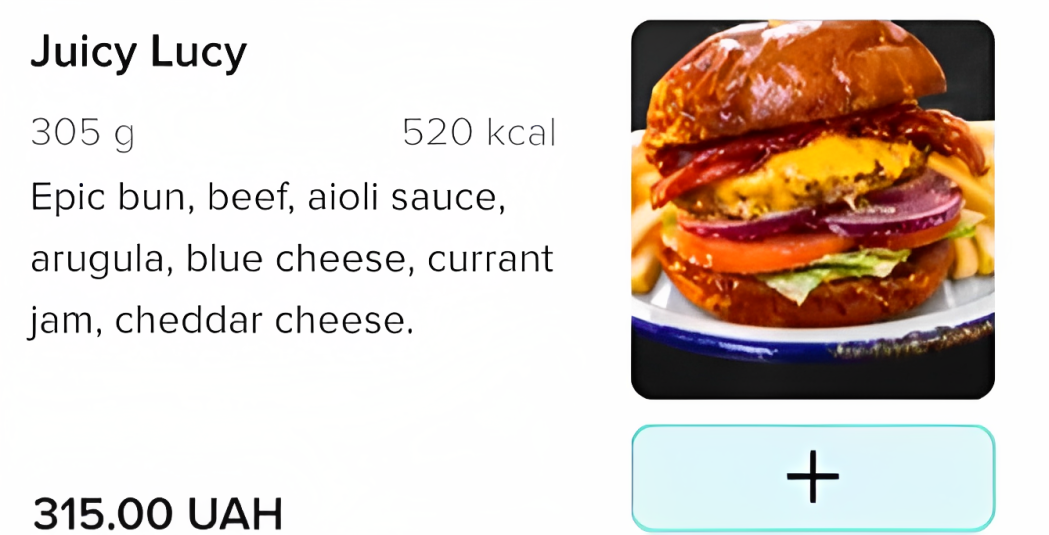 Juicy Lucy
305 g 520 kcal
Epic bun, beef, aioli sauce,
arugula, blue cheese, currant
jam, cheddar cheese.
315.00 UAH
+